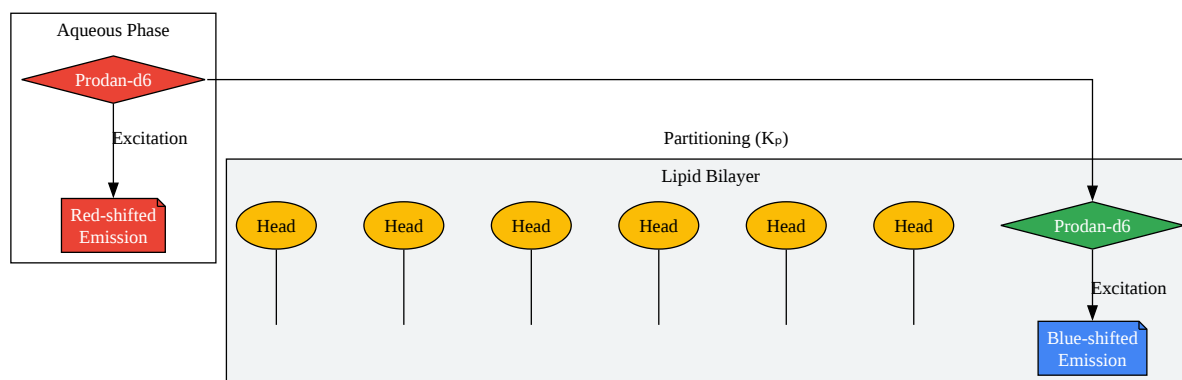 Aqueous Phase
Prodan-d6
Excitation
Red-shifted
Emission
Partitioning (Kₚ)
Lipid Bilayer
Head
Head
Head
Head
Head
Head
Prodan-d6
Excitation
Blue-shifted
Emission